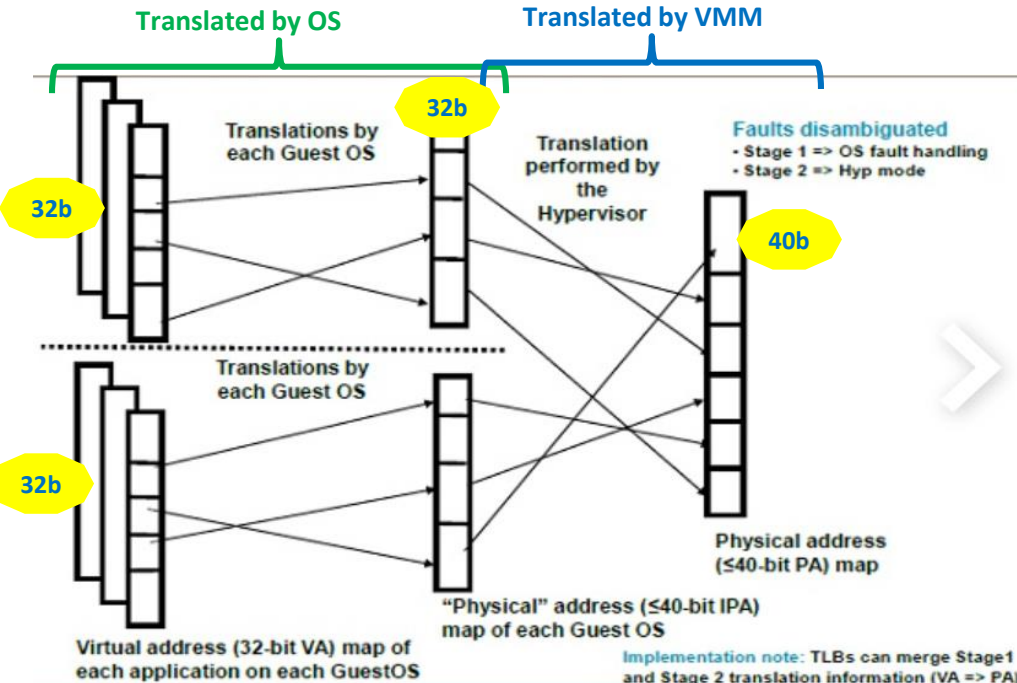 Translated by OS
Translated by VMM
32b
Translations by
each Guest OS
Translation
performed by
the
Hypervisor
Faults disambiguated
- Stage 1 => OS fault handling
- Stage 2 => Hyp mode
32b
40b
Translations by
each Guest OS
32b
Physical address
(≤40-bit PA) map
"Physical" address (≤40-bit IPA)
map of each Guest OS
Virtual address (32-bit VA) map of
each application on each GuestOS
Implementation note: TLBs can merge Stage1
and Stage 2 translation information (VA => PA)